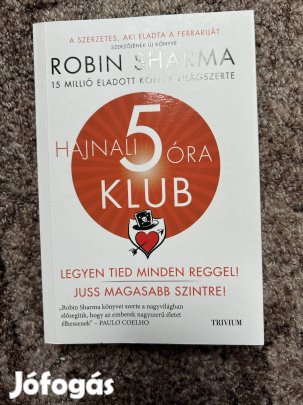 A SZERZETES, AKI ELADTA A FERRARIJÁT
SZERZŐJÉNEK ÚJ KÖNYVE
ROBIN SHARMA
15 MILLIÓ ELADOTT KÖNYV VILÁGSZERTE
HAJNALI 5 ÓRA
KLUB
LEGYEN TIED MINDEN REGGEL!
JUSS MAGASABB SZINTRE!
„Robin Sharma könyvei szerte a nagyvilágban
elősegítik, hogy az emberek nagyszerű életet
élhessenek" – PAULO COELHO
TRIVIUM
Jófogás